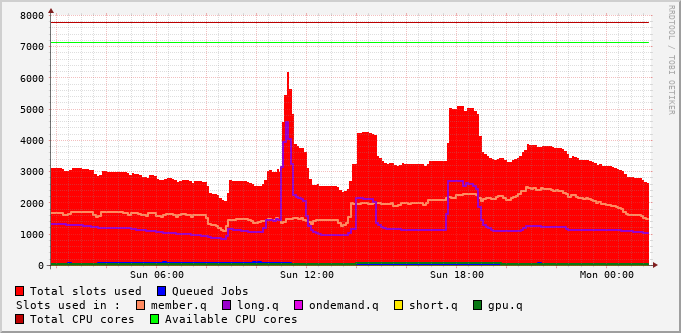 8000
7000
6000
5000
4000
3000
2000
1000
0
Sun 06:00 Sun 12:00 Sun 18:00 Mon 00:00
RRDTOOL / TOBI OETIKER
Total slots used Queued Jobs
Slots used in : member.q long.q ondemand.q short.q gpu.q
Total CPU cores Available CPU cores